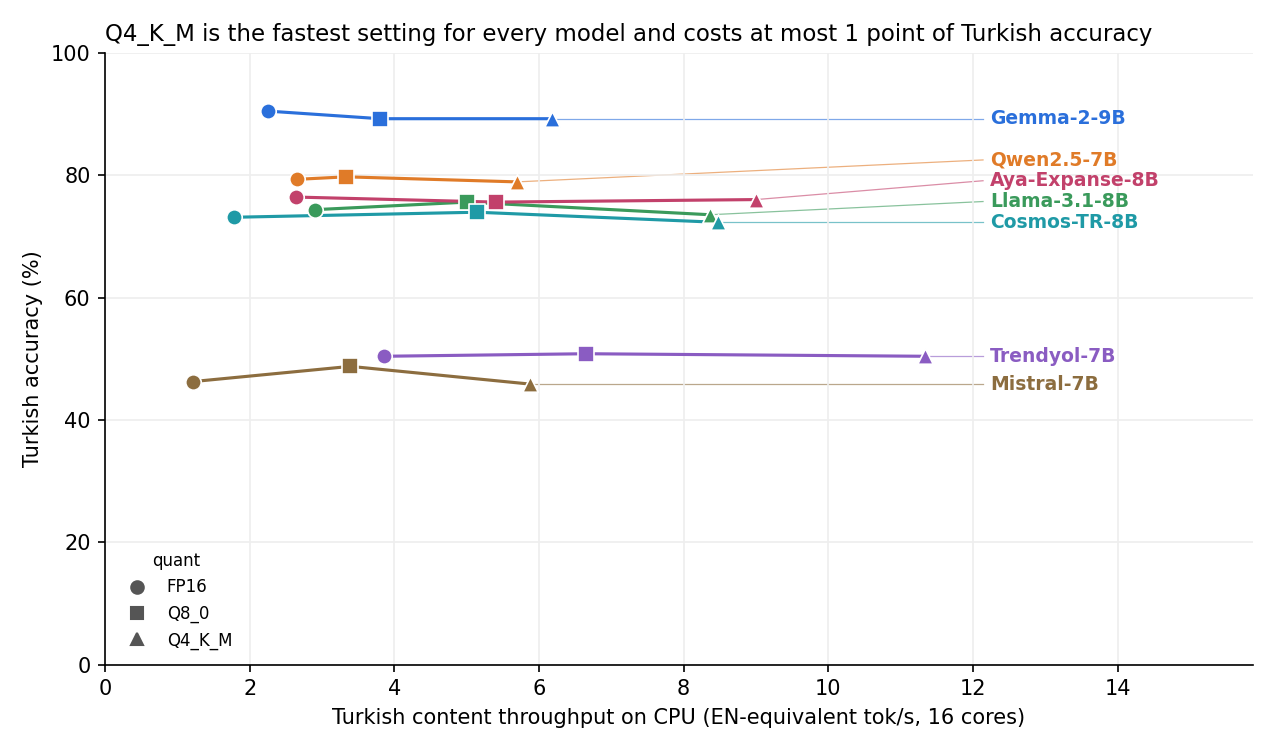 Q4_K_M is the fastest setting for every model and costs at most 1 point of Turkish accuracy
Turkish accuracy (%)
100
80
60
40
20
0
Gemma-2-9B
Qwen2.5-7B
Aya-Expanse-8B
Llama-3.1-8B
Cosmos-TR-8B
Trendyol-7B
Mistral-7B
quant
FP16
Q8_0
Q4_K_M
0 2 4 6 8 10 12 14
Turkish content throughput on CPU (EN-equivalent tok/s, 16 cores)